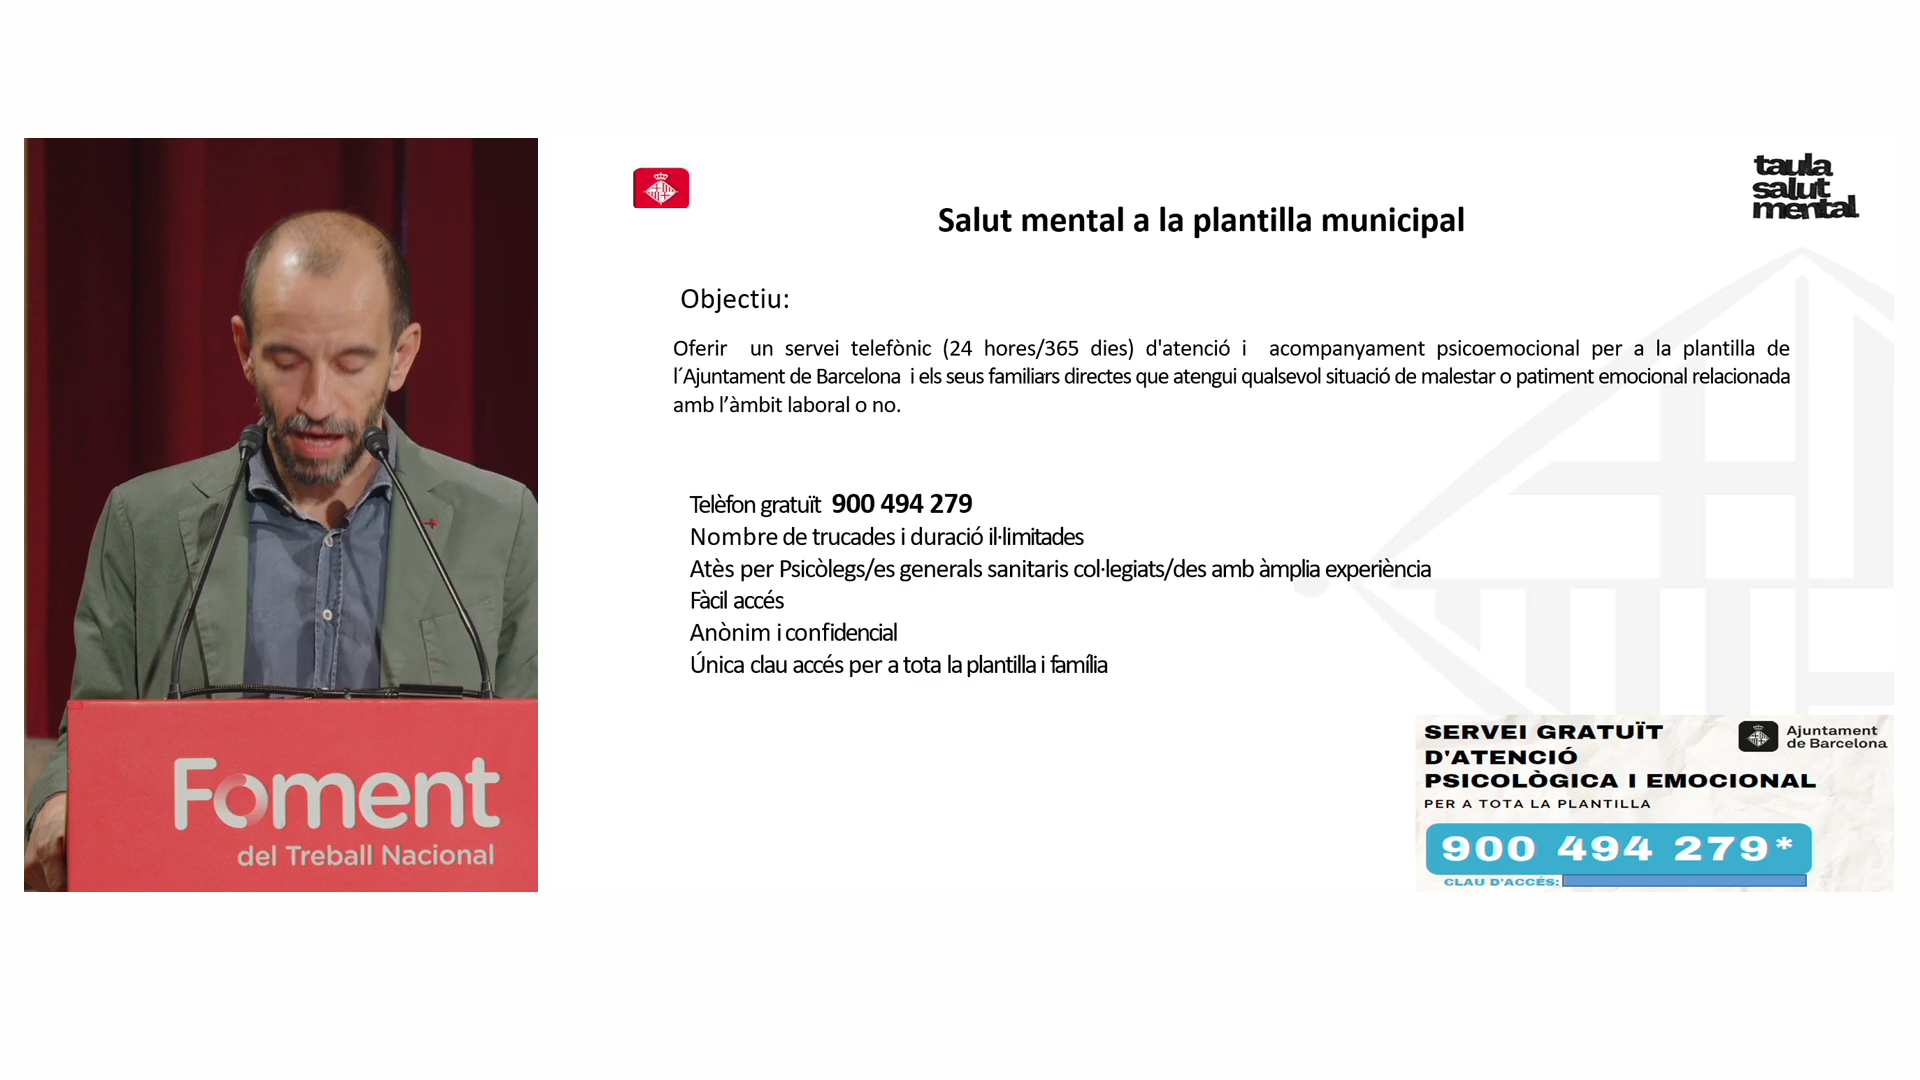 Foment
del Treball Nacional
taula
salut
mental
Salut mental a la plantilla municipal
Objectiu:
Oferir un servei telefònic (24 hores/365 dies) d'atenció i acompanyament psicoemocional per a la plantilla de
l´Ajuntament de Barcelona i els seus familiars directes que atengui qualsevol situació de malestar o patiment emocional relacionada
amb l’àmbit laboral o no.
Telèfon gratuït 900 494 279
Nombre de trucades i duració il·limitades
Atès per Psicòlegs/es generals sanitaris col·legiats/des amb àmplia experiència
Fàcil accés
Anònim i confidencial
Única clau accés per a tota la plantilla i família
SERVEI GRATUÏT
D'ATENCIÓ
PSICOLÒGICA I EMOCIONAL
PER A TOTA LA PLANTILLA
Ajuntament
de Barcelona
900 494 279*
CLAU D'ACCÉS: